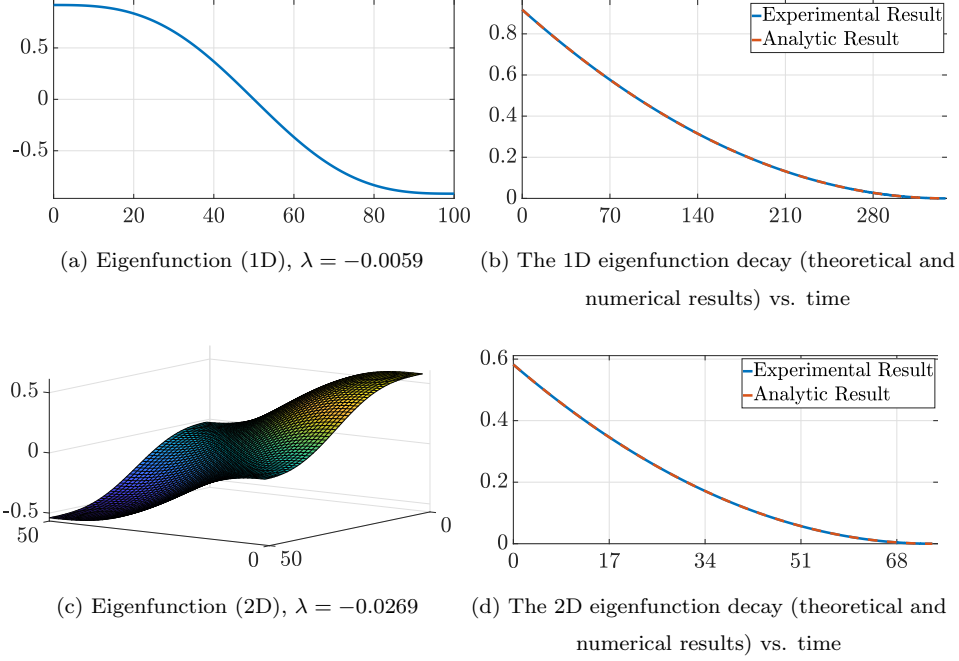 0.5
0
-0.5
0 20 40 60 80 100
(a) Eigenfunction (1D), λ = −0.0059
0.8
0.6
0.4
0.2
0
0 70 140 210 280
Experimental Result
Analytic Result
(b) The 1D eigenfunction decay (theoretical and
numerical results) vs. time
0.5
0
-0.5
50
0 50
0
(c) Eigenfunction (2D), λ = −0.0269
0.6
0.4
0.2
0
0 17 34 51 68
Experimental Result
Analytic Result
(d) The 2D eigenfunction decay (theoretical and
numerical results) vs. time